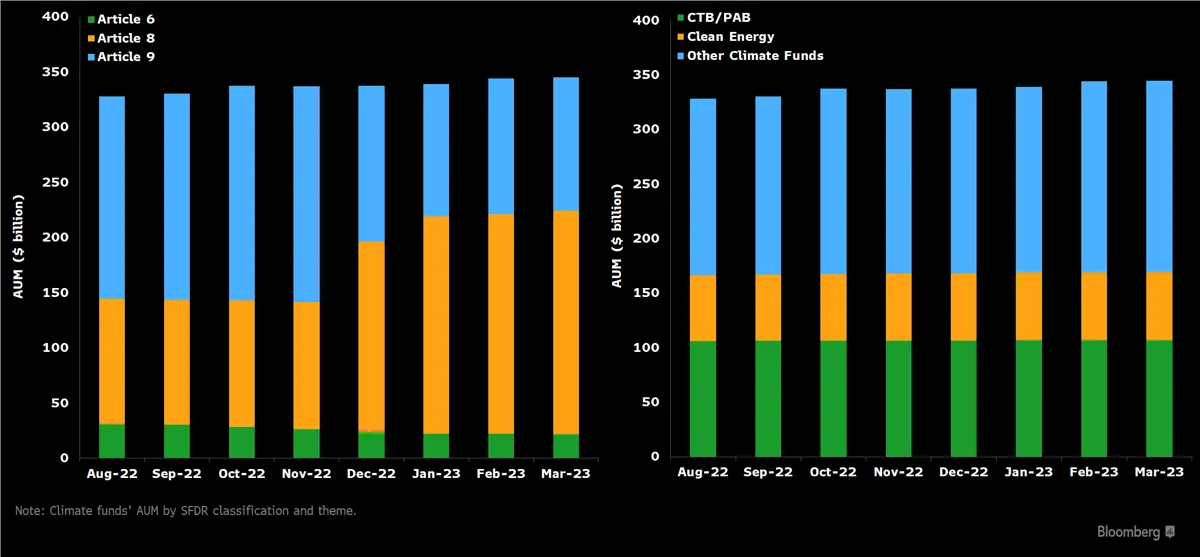 Article 6
Article 8
Article 9
AUM ($ billion)
400
350
300
250
200
150
100
50
0
Aug-22 Sep-22 Oct-22 Nov-22 Dec-22 Jan-23 Feb-23 Mar-23
CTB/PAB
Clean Energy
Other Climate Funds
AUM ($ billion)
400
350
300
250
200
150
100
50
0
Aug-22 Sep-22 Oct-22 Nov-22 Dec-22 Jan-23 Feb-23 Mar-23
Note: Climate funds' AUM by SFDR classification and theme.
Bloomberg